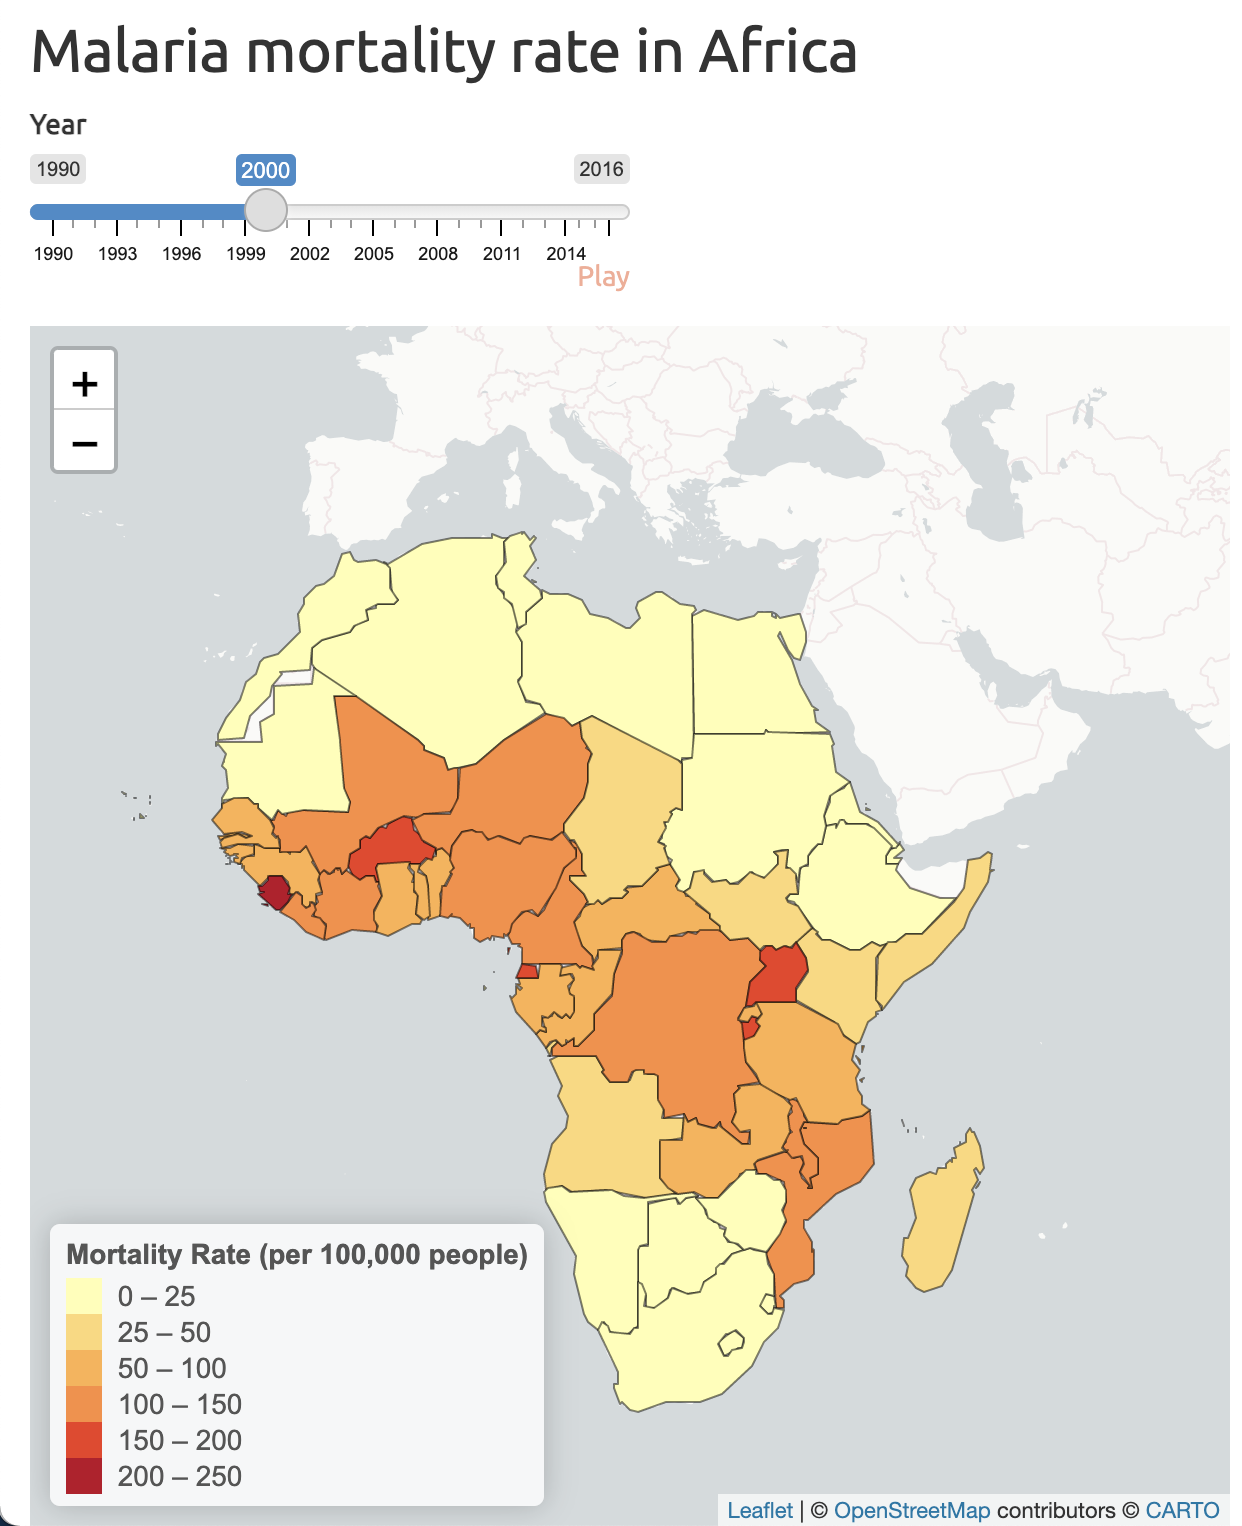 Malaria mortality rate in Africa
Year
1990 2000 2016
1990 1993 1996 1999 2002 2005 2008 2011 2014
Play
+
−
Mortality Rate (per 100,000 people)
0 – 25
25 – 50
50 – 100
100 – 150
150 – 200
200 – 250
Leaflet | © OpenStreetMap contributors © CARTO